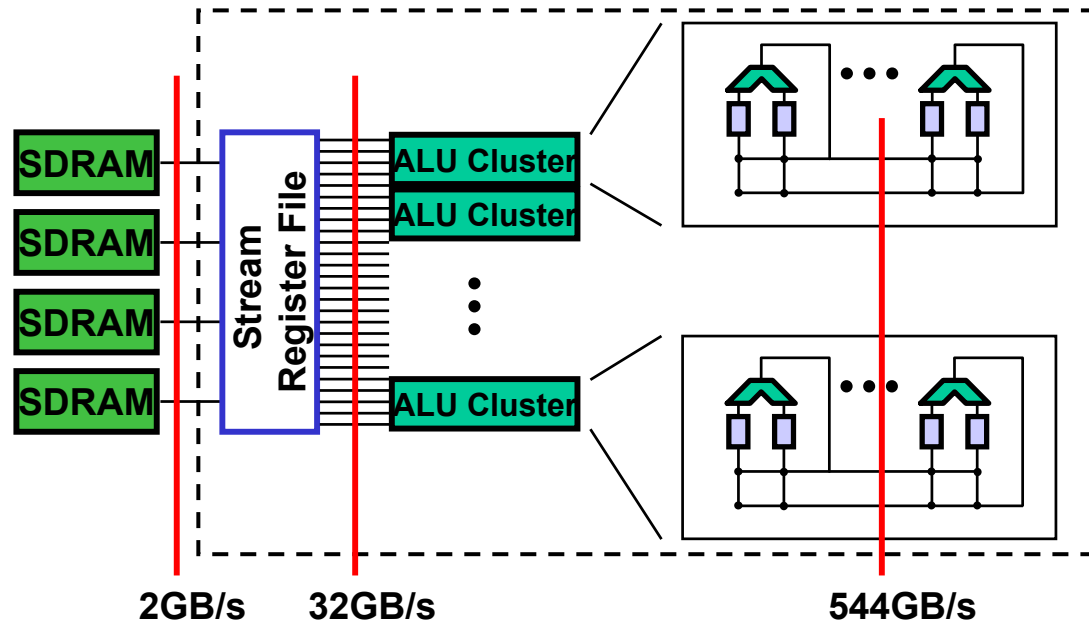 SDRAM
SDRAM
SDRAM
SDRAM
Stream
Register File
ALU Cluster
ALU Cluster
ALU Cluster
2GB/s
32GB/s
544GB/s